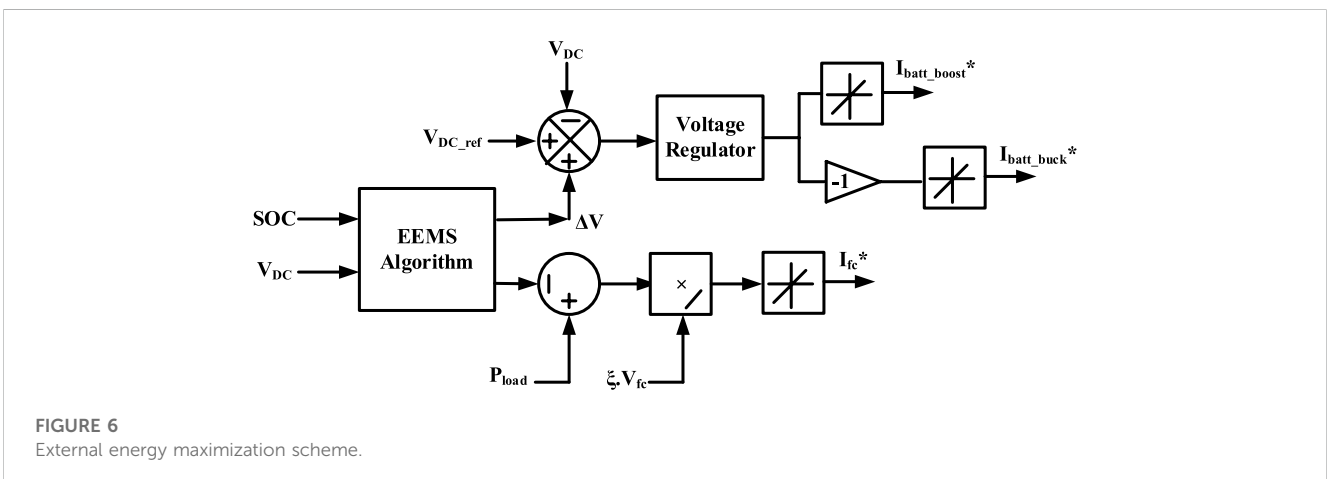 V_DC
V_DC_ref
−
+
+
Voltage
Regulator
I_batt_boost*
-1
I_batt_buck*
SOC
V_DC
EEMS
Algorithm
ΔV
−
+
×
/
I_fc*
P_load
ξ.V_fc
FIGURE 6
External energy maximization scheme.